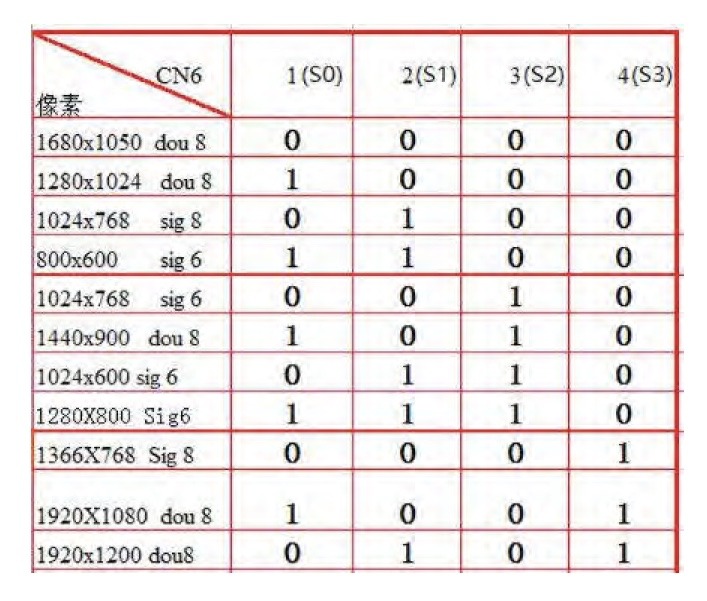 CN6 1(S0) 2(S1) 3(S2) 4(S3)
像素
1680x1050 dou 8 0 0 0 0
1280x1024 dou 8 1 0 0 0
1024x768 sig 8 0 1 0 0
800x600 sig 6 1 1 0 0
1024x768 sig 6 0 0 1 0
1440x900 dou 8 1 0 1 0
1024x600 sig 6 0 1 1 0
1280X800 Sig6 1 1 1 0
1366X768 Sig 8 0 0 0 1
1920X1080 dou 8 1 0 0 1
1920x1200 dou8 0 1 0 1